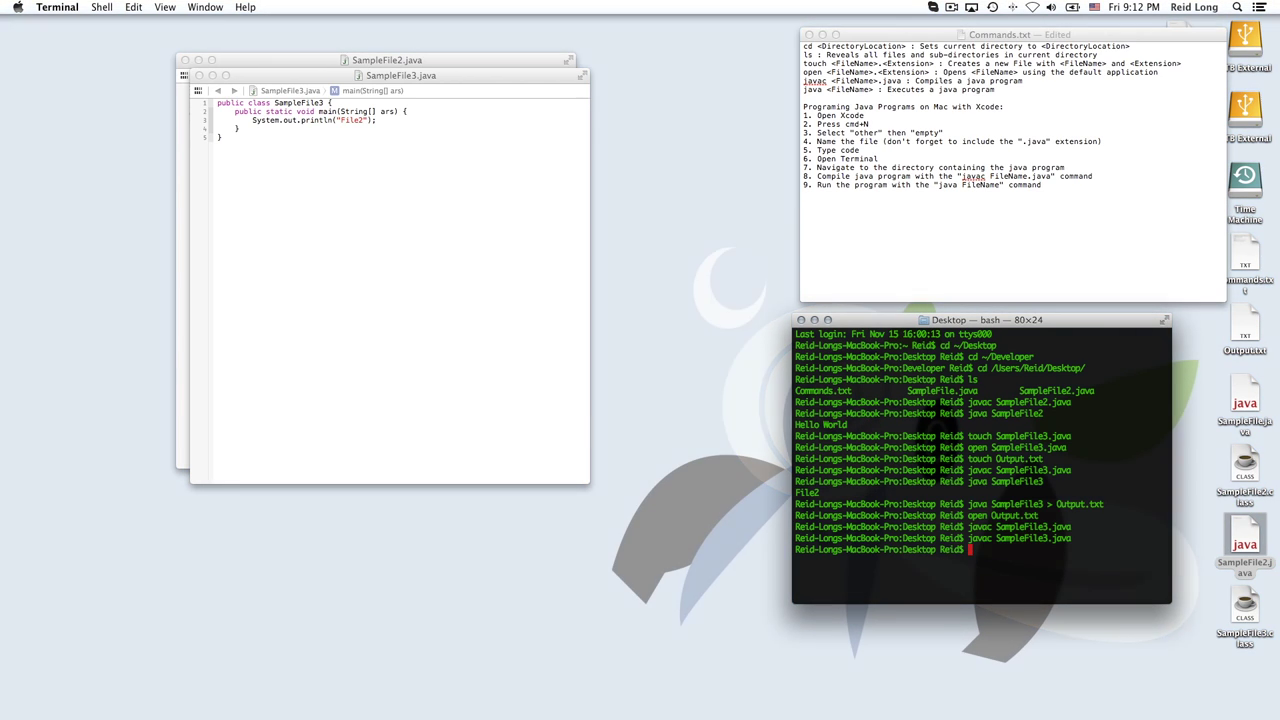 Terminal Shell Edit View Window Help
Fri 9:12 PM Reid Long
SampleFile2.java
SampleFile3.java
SampleFile3.java main(String[] ars)
1 public class SampleFile3 {
2 public static void main(String[] ars) {
3 System.out.println("File2");
4 }
5 }
Commands.txt — Edited
cd <DirectoryLocation> : Sets current directory to <DirectoryLocation>
ls : Reveals all files and sub-directories in current directory
touch <FileName>.<Extension> : Creates a new File with <FileName> and <Extension>
open <FileName>.<Extension> : Opens <FileName> using the default application
javac <FileName>.java : Compiles a java program
java <FileName> : Executes a java program
Programing Java Programs on Mac with Xcode:
1. Open Xcode
2. Press cmd+N
3. Select "other" then "empty"
4. Name the file (don't forget to include the ".java" extension)
5. Type code
6. Open Terminal
7. Navigate to the directory containing the java program
8. Compile java program with the "javac FileName.java" command
9. Run the program with the "java FileName" command
Desktop — bash — 80×24
Last login: Fri Nov 15 16:00:13 on ttys000
Reid-Longs-MacBook-Pro:~ Reid$ cd ~/Desktop
Reid-Longs-MacBook-Pro:Desktop Reid$ cd ~/Developer
Reid-Longs-MacBook-Pro:Developer Reid$ cd /Users/Reid/Desktop/
Reid-Longs-MacBook-Pro:Desktop Reid$ ls
Commands.txt SampleFile.java SampleFile2.java
Reid-Longs-MacBook-Pro:Desktop Reid$ javac SampleFile2.java
Reid-Longs-MacBook-Pro:Desktop Reid$ java SampleFile2
Hello World
Reid-Longs-MacBook-Pro:Desktop Reid$ touch SampleFile3.java
Reid-Longs-MacBook-Pro:Desktop Reid$ open SampleFile3.java
Reid-Longs-MacBook-Pro:Desktop Reid$ touch Output.txt
Reid-Longs-MacBook-Pro:Desktop Reid$ javac SampleFile3.java
Reid-Longs-MacBook-Pro:Desktop Reid$ java SampleFile3
File2
Reid-Longs-MacBook-Pro:Desktop Reid$ java SampleFile3 > Output.txt
Reid-Longs-MacBook-Pro:Desktop Reid$ open Output.txt
Reid-Longs-MacBook-Pro:Desktop Reid$ javac SampleFile3.java
Reid-Longs-MacBook-Pro:Desktop Reid$ javac SampleFile3.java
Reid-Longs-MacBook-Pro:Desktop Reid$
TB External
TB External
Time
Machine
TXT
ommands.tx
t
TXT
Output.txt
java
SampleFile.ja
va
CLASS
SampleFile2.c
lass
java
SampleFile2.j
ava
CLASS
SampleFile3.c
lass